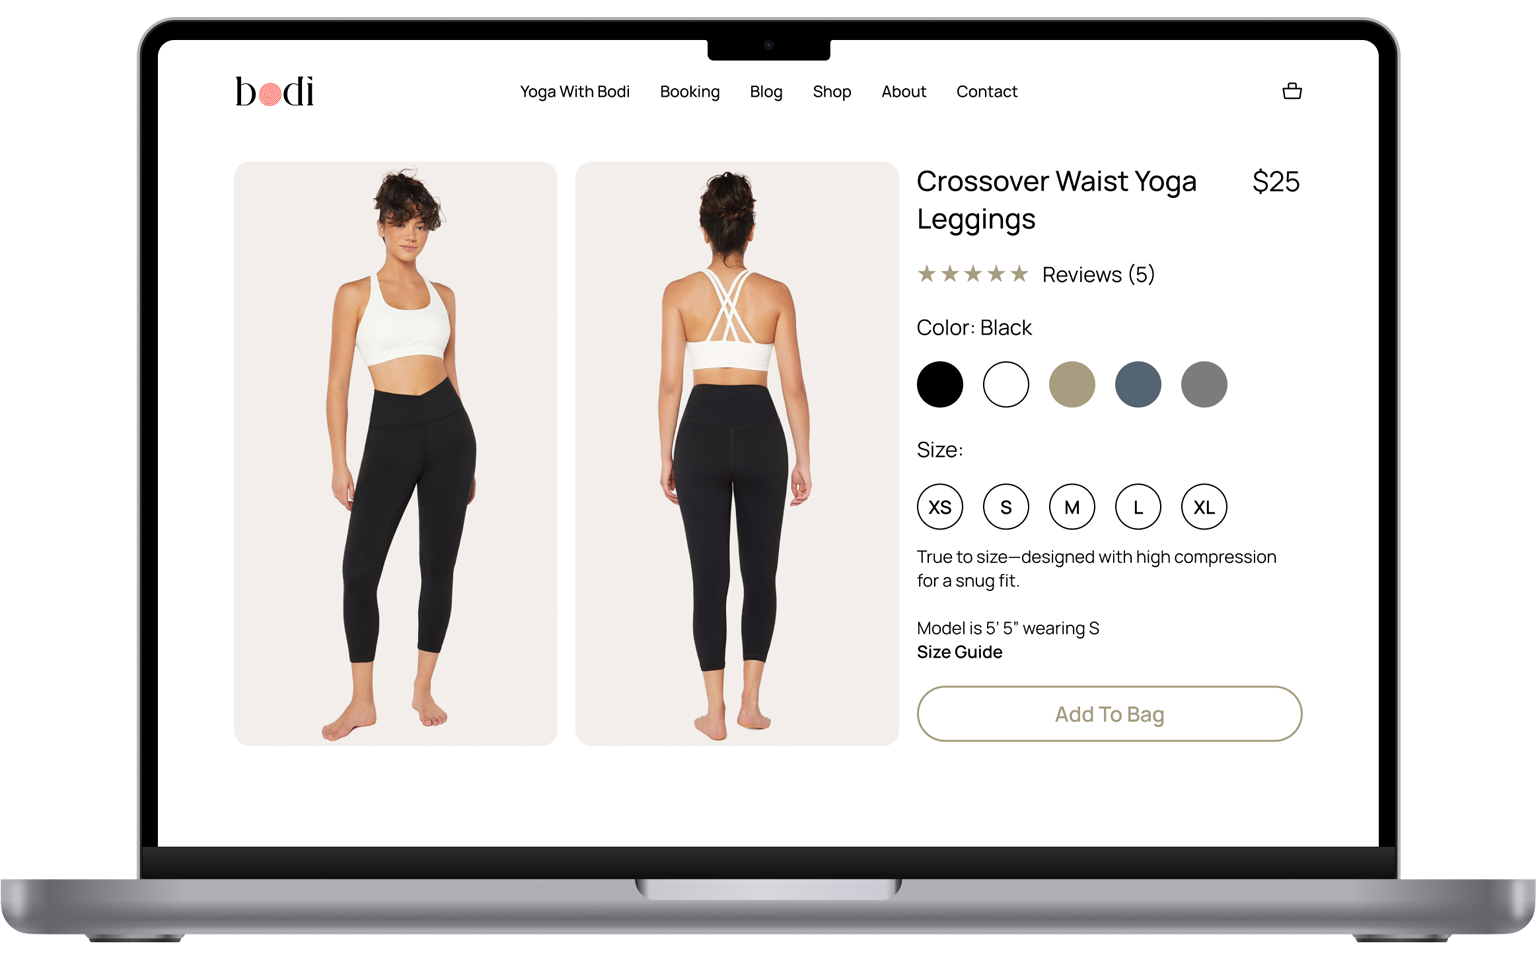 bodi
Yoga With Bodi
Booking
Blog
Shop
About
Contact
Crossover Waist Yoga
Leggings
$25
★★★★★ Reviews (5)
Color: Black
Size:
XS
S
M
L
XL
True to size—designed with high compression
for a snug fit.
Model is 5’ 5” wearing S
Size Guide
Add To Bag